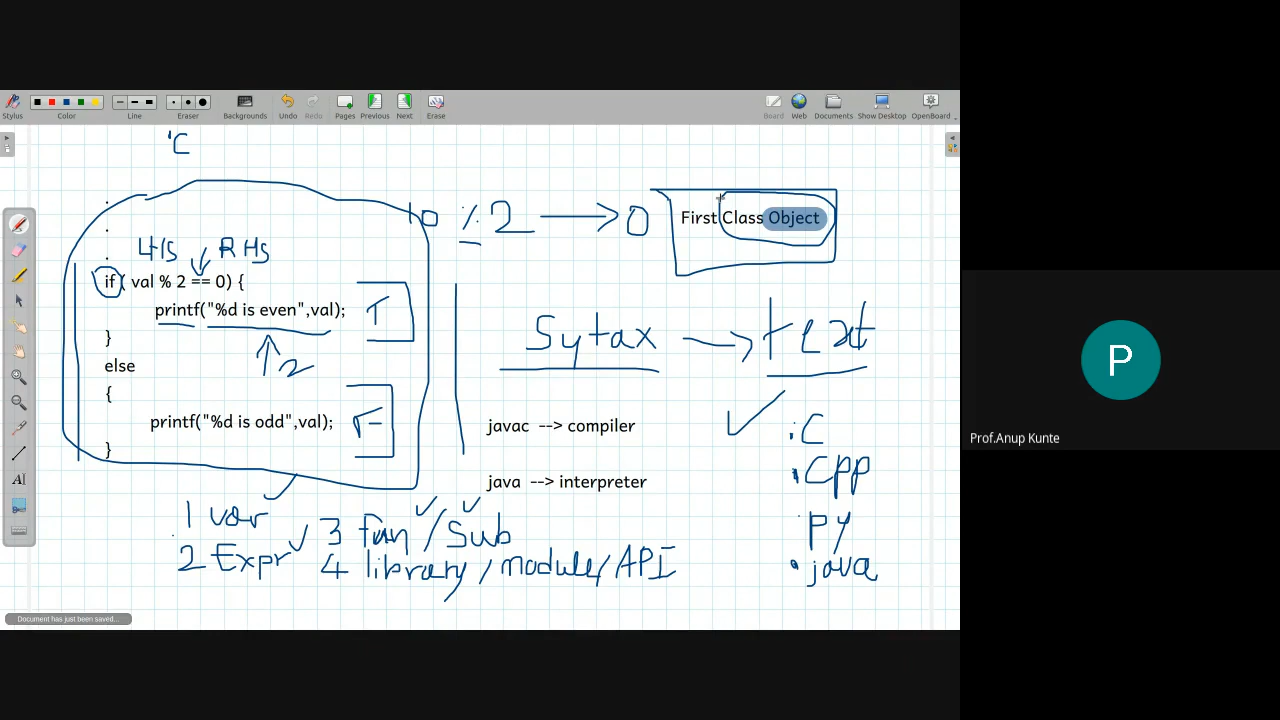 Stylus
Color
Line
Eraser
Backgrounds
Undo
Redo
Pages
Previous
Next
Erase
Board
Web
Documents
Show Desktop
OpenBoard
'C
LHS
RHS
if( val % 2 == 0) {
printf("%d is even",val);
}
else
{
printf("%d is odd",val);
}
T
2
F
10 % 2 → 0
First Class Object
Sytax → text
javac --> compiler
java --> interpreter
.C
.Cpp
.py
.java
1 var
2 Expr
3 fun/Sub
4 library/module/API
Document has just been saved...
P
Prof.Anup Kunte